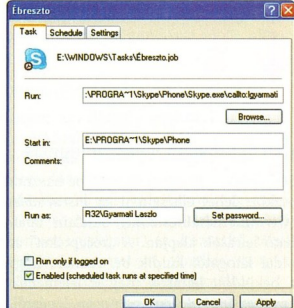 Ébreszto
Task Schedule Settings
E:\WINDOWS\Tasks\Ébreszto.job
Run: :\PROGRA~1\Skype\Phone\Skype.exe\callto:lgyarmati
Browse...
Start in: E:\PROGRA~1\Skype\Phone
Comments:
Run as: R32\Gyarmati Laszlo Set password...
Run only if logged on
Enabled (scheduled task runs at specified time)
OK Cancel Apply